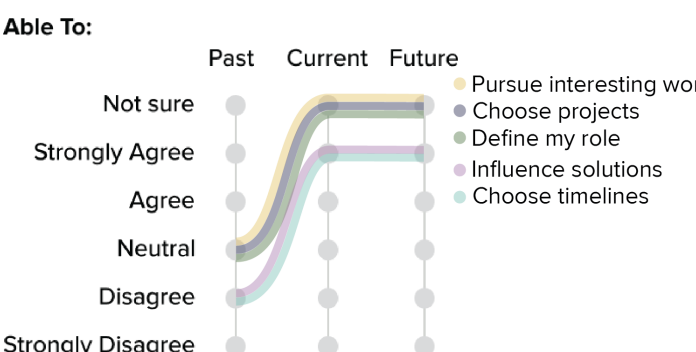 Able To:
Past Current Future
Pursue interesting
Not sure
Choose projects
Define my role
Strongly Agree
Influence solutions
Choose timelines
Agree
Neutral
Disagree
Strongly Disagree